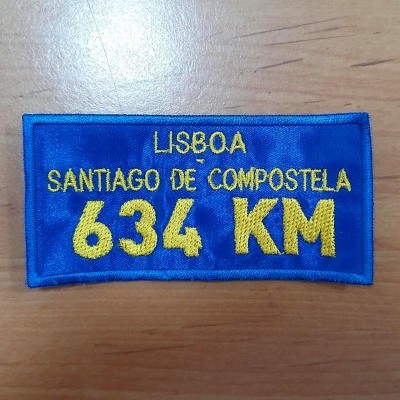 LISBOA
-
SANTIAGO DE COMPOSTELA
634 KM